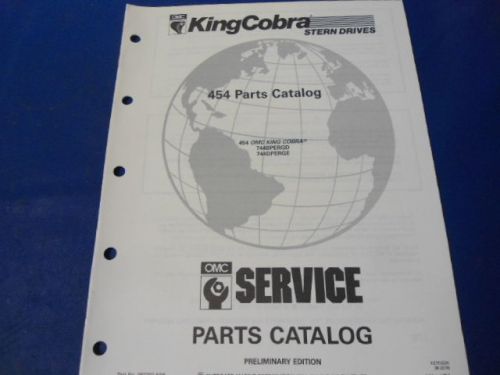 OMC
KingCobra
STERN DRIVES
454 Parts Catalog
454 OMC KING COBRA
OMC
SERVICE
PARTS CATALOG
PRELIMINARY EDITION